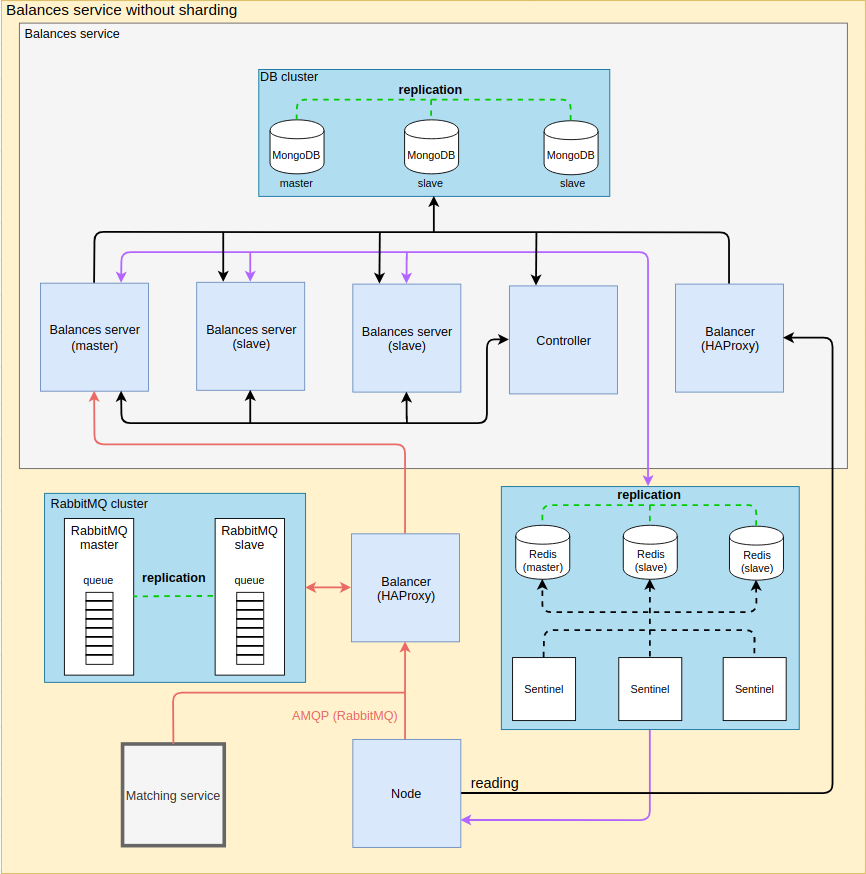 Balances service without sharding
Balances service
DB cluster
replication
MongoDB
MongoDB
MongoDB
master
slave
slave
Balances server
(master)
Balances server
(slave)
Balances server
(slave)
Controller
Balancer
(HAProxy)
RabbitMQ cluster
RabbitMQ
master
queue
replication
RabbitMQ
slave
queue
Balancer
(HAProxy)
replication
Redis
(master)
Redis
(slave)
Redis
(slave)
Sentinel
Sentinel
Sentinel
AMQP (RabbitMQ)
Matching service
Node
reading